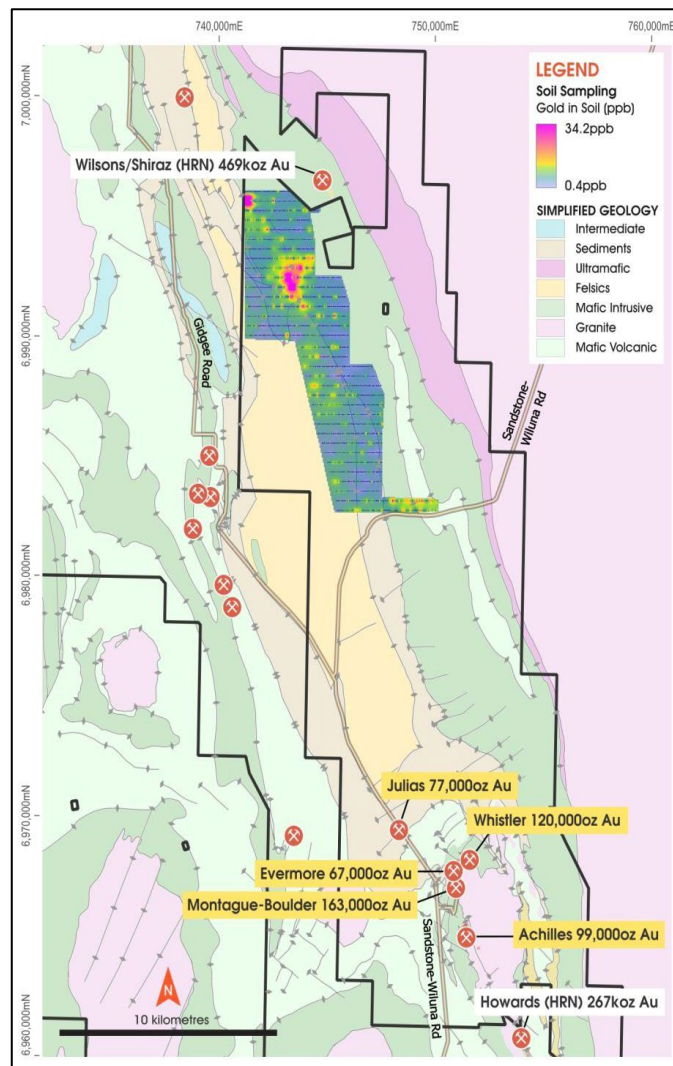 740,000mE
750,000mE
760,000mE
7,000,000mN
6,990,000mN
6,980,000mN
6,970,000mN
6,960,000mN
LEGEND
Soil Sampling
Gold in Soil (ppb)
34.2ppb
0.4ppb
SIMPLIFIED GEOLOGY
Intermediate
Sediments
Ultramafic
Felsics
Mafic Intrusive
Granite
Mafic Volcanic
Wilsons/Shiraz (HRN) 469koz Au
Gidgee Road
Sandstone-
Wiluna Rd
Julias 77,000oz Au
Whistler 120,000oz Au
Evermore 67,000oz Au
Montague-Boulder 163,000oz Au
Achilles 99,000oz Au
Sandstone-Wiluna Rd
Howards (HRN) 267koz Au
N
10 kilometres